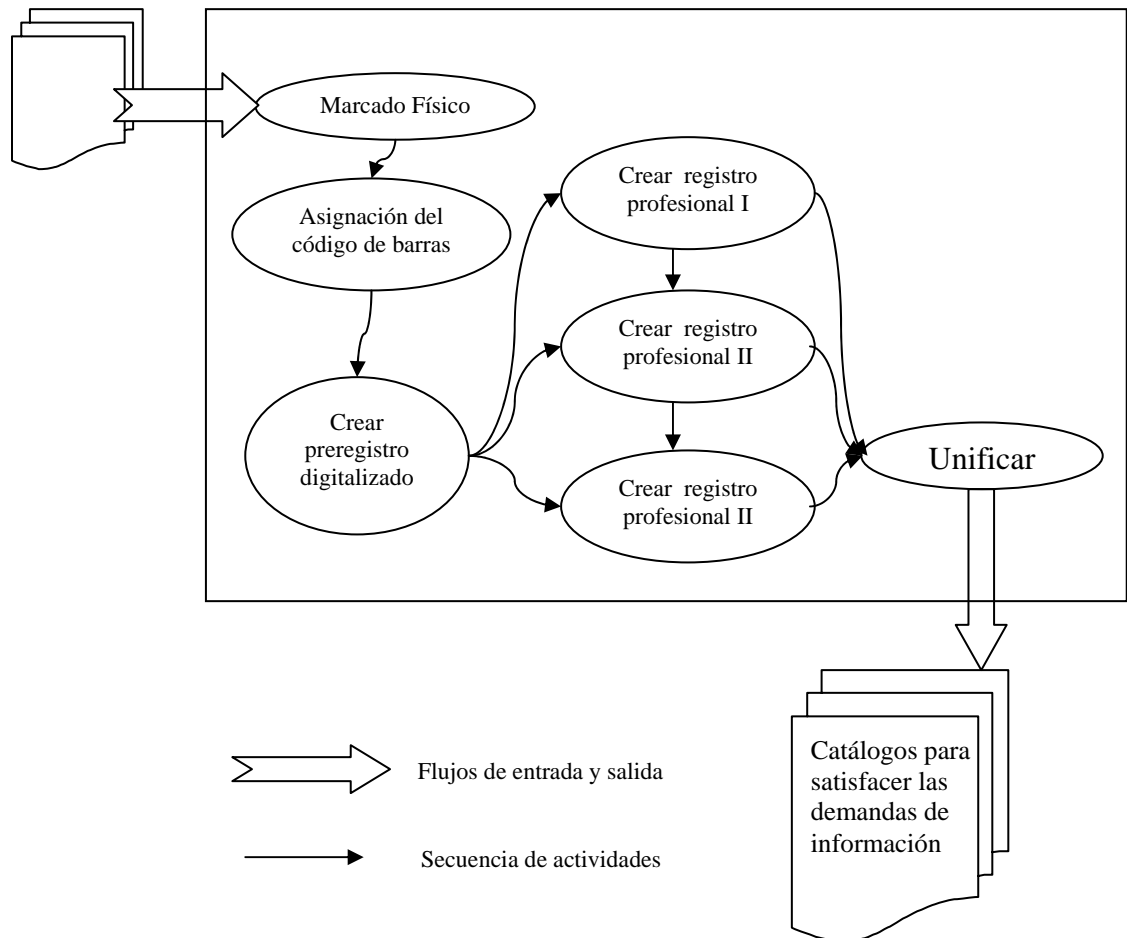 Marcado Físico
Asignación del
código de barras
Crear
preregistro
digitalizado
Crear registro
profesional I
Crear registro
profesional II
Crear registro
profesional II
Unificar
Catálogos para
satisfacer las
demandas de
información
Flujos de entrada y salida
Secuencia de actividades